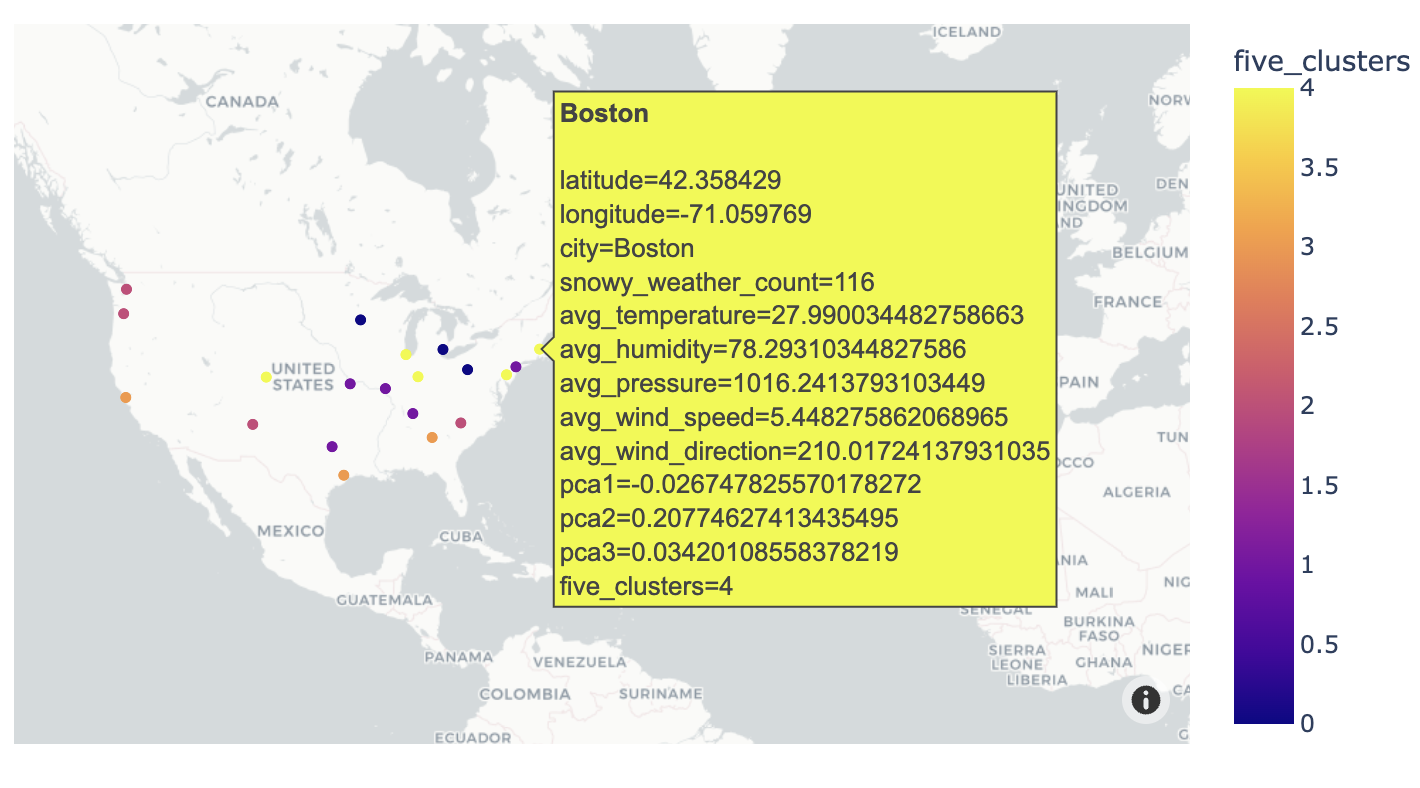 ICELAND
five_clusters
4
CANADA
NORW
Boston
3.5
latitude=42.358429
UNITED
DEN
longitude=-71.059769
INGDOM
ND
city=Boston
3
BELGIUM
snowy_weather_count=116
FRANCE
avg_temperature=27.990034482758663
2.5
avg_humidity=78.29310344827586
UNITED
STATES
avg_pressure=1016.2413793103449
PAIN
avg_wind_speed=5.448275862068965
2
TUN
avg_wind_direction=210.01724137931035
OCCO
pca1=-0.026747825570178272
ALGERIA
1.5
pca2=0.20774627413435495
MEXICO
CUBA
pca3=0.03420108558378219
ANIA
1
five_clusters=4
NIG
MALI
GUATEMALA
SENEGAL
BURKINA
FASO
0.5
PANAMA
VENEZUELA
SIERRA
LEONE
GHANA
NIGER
LIBERIA
COLOMBIA
SURINAME
CA
0
ECUADOR
G